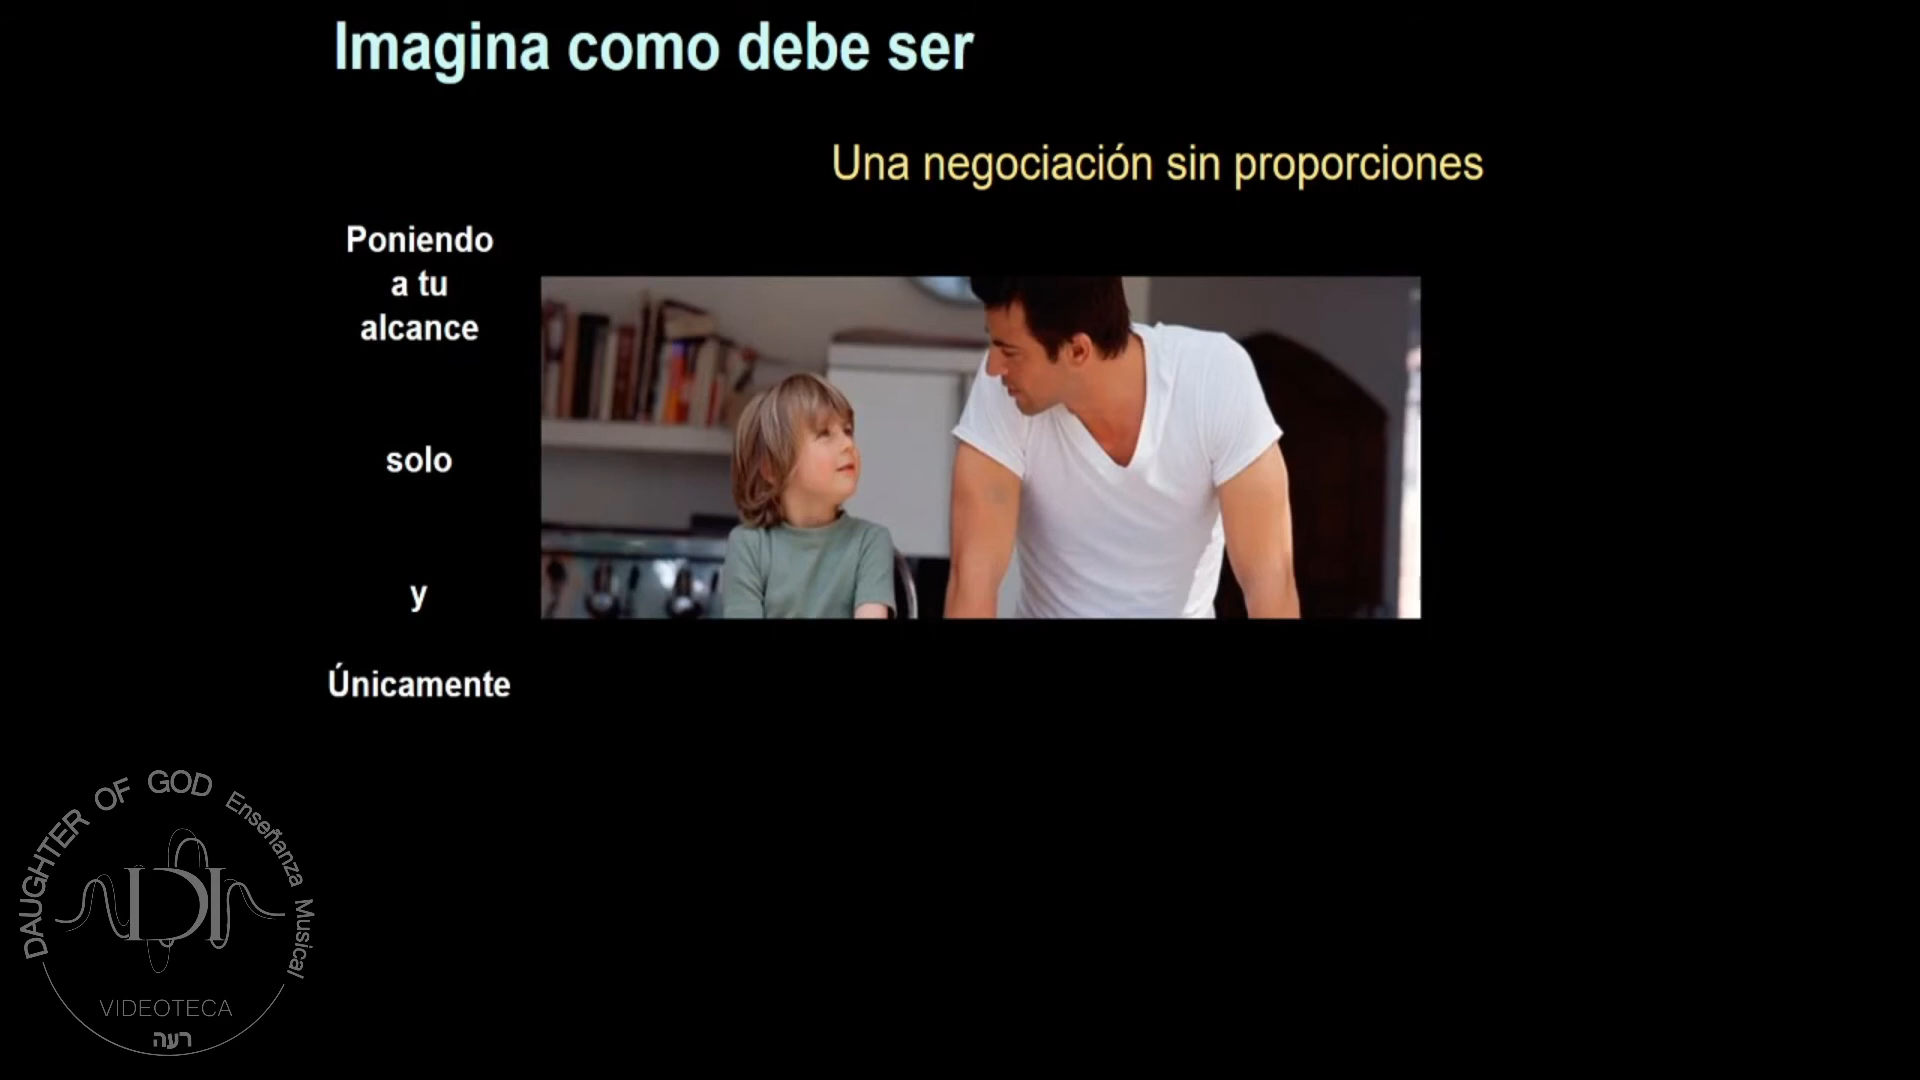 Imagina como debe ser
Una negociación sin proporciones
Poniendo
a tu
alcance
solo
y
Únicamente
DAUGHTER OF GOD Enseñanza Musical
ADIA
VIDEOTECA
רעה